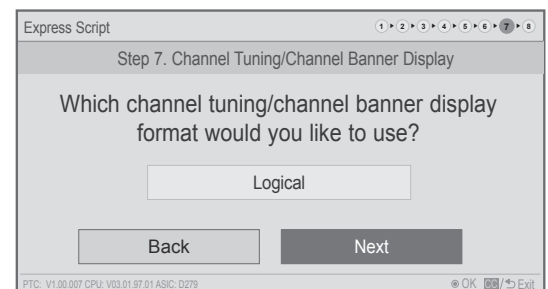 Express Script 1 2 3 4 5 6 7 8
Step 7. Channel Tuning/Channel Banner Display
Which channel tuning/channel banner display
format would you like to use?
Logical
Back Next
PTC: V1.00.007 CPU: V03.01.97.01 ASIC: D279 OK CC / Exit